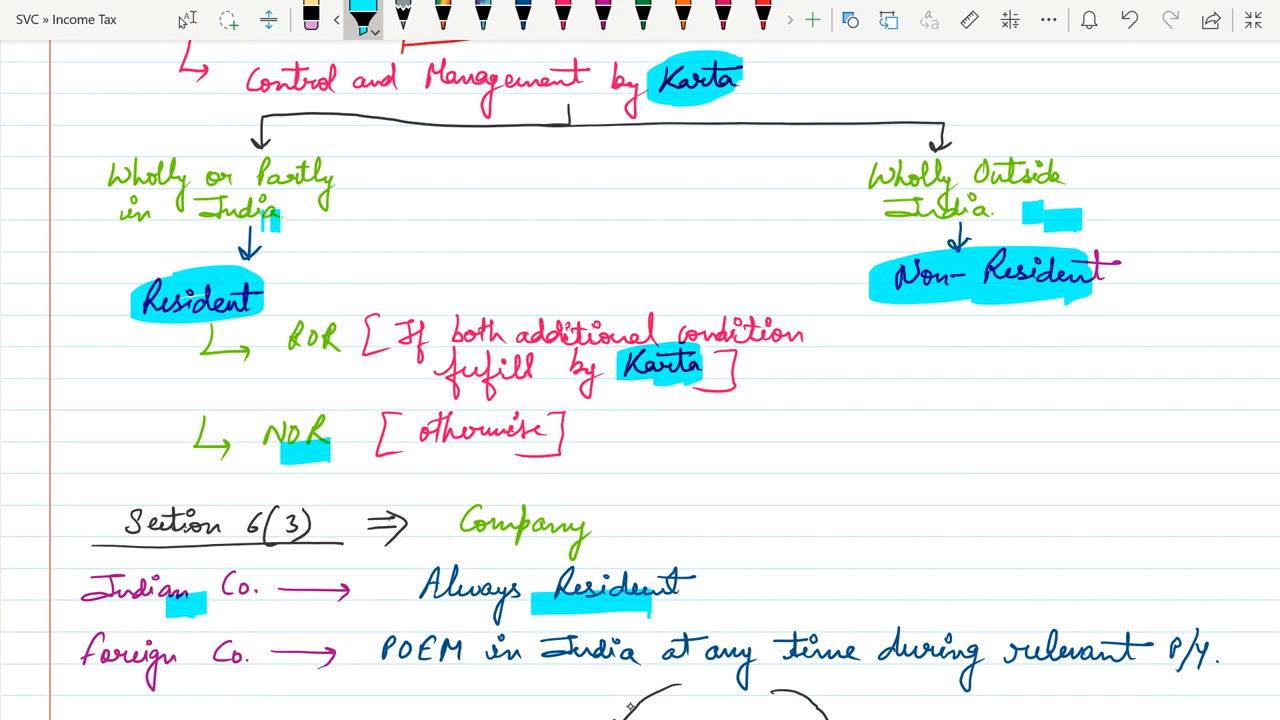 SVC » Income Tax
Control and Management by Karta
Wholly or Partly
in India
Wholly Outside
India.
Resident
Non-Resident
ROR [If both additional condition
fufill by Karta]
NOR [otherwise]
Section 6(3) ⇒ Company
Indian Co. → Always Resident
foreign Co. → POEM in India at any time during relevant P/Y.